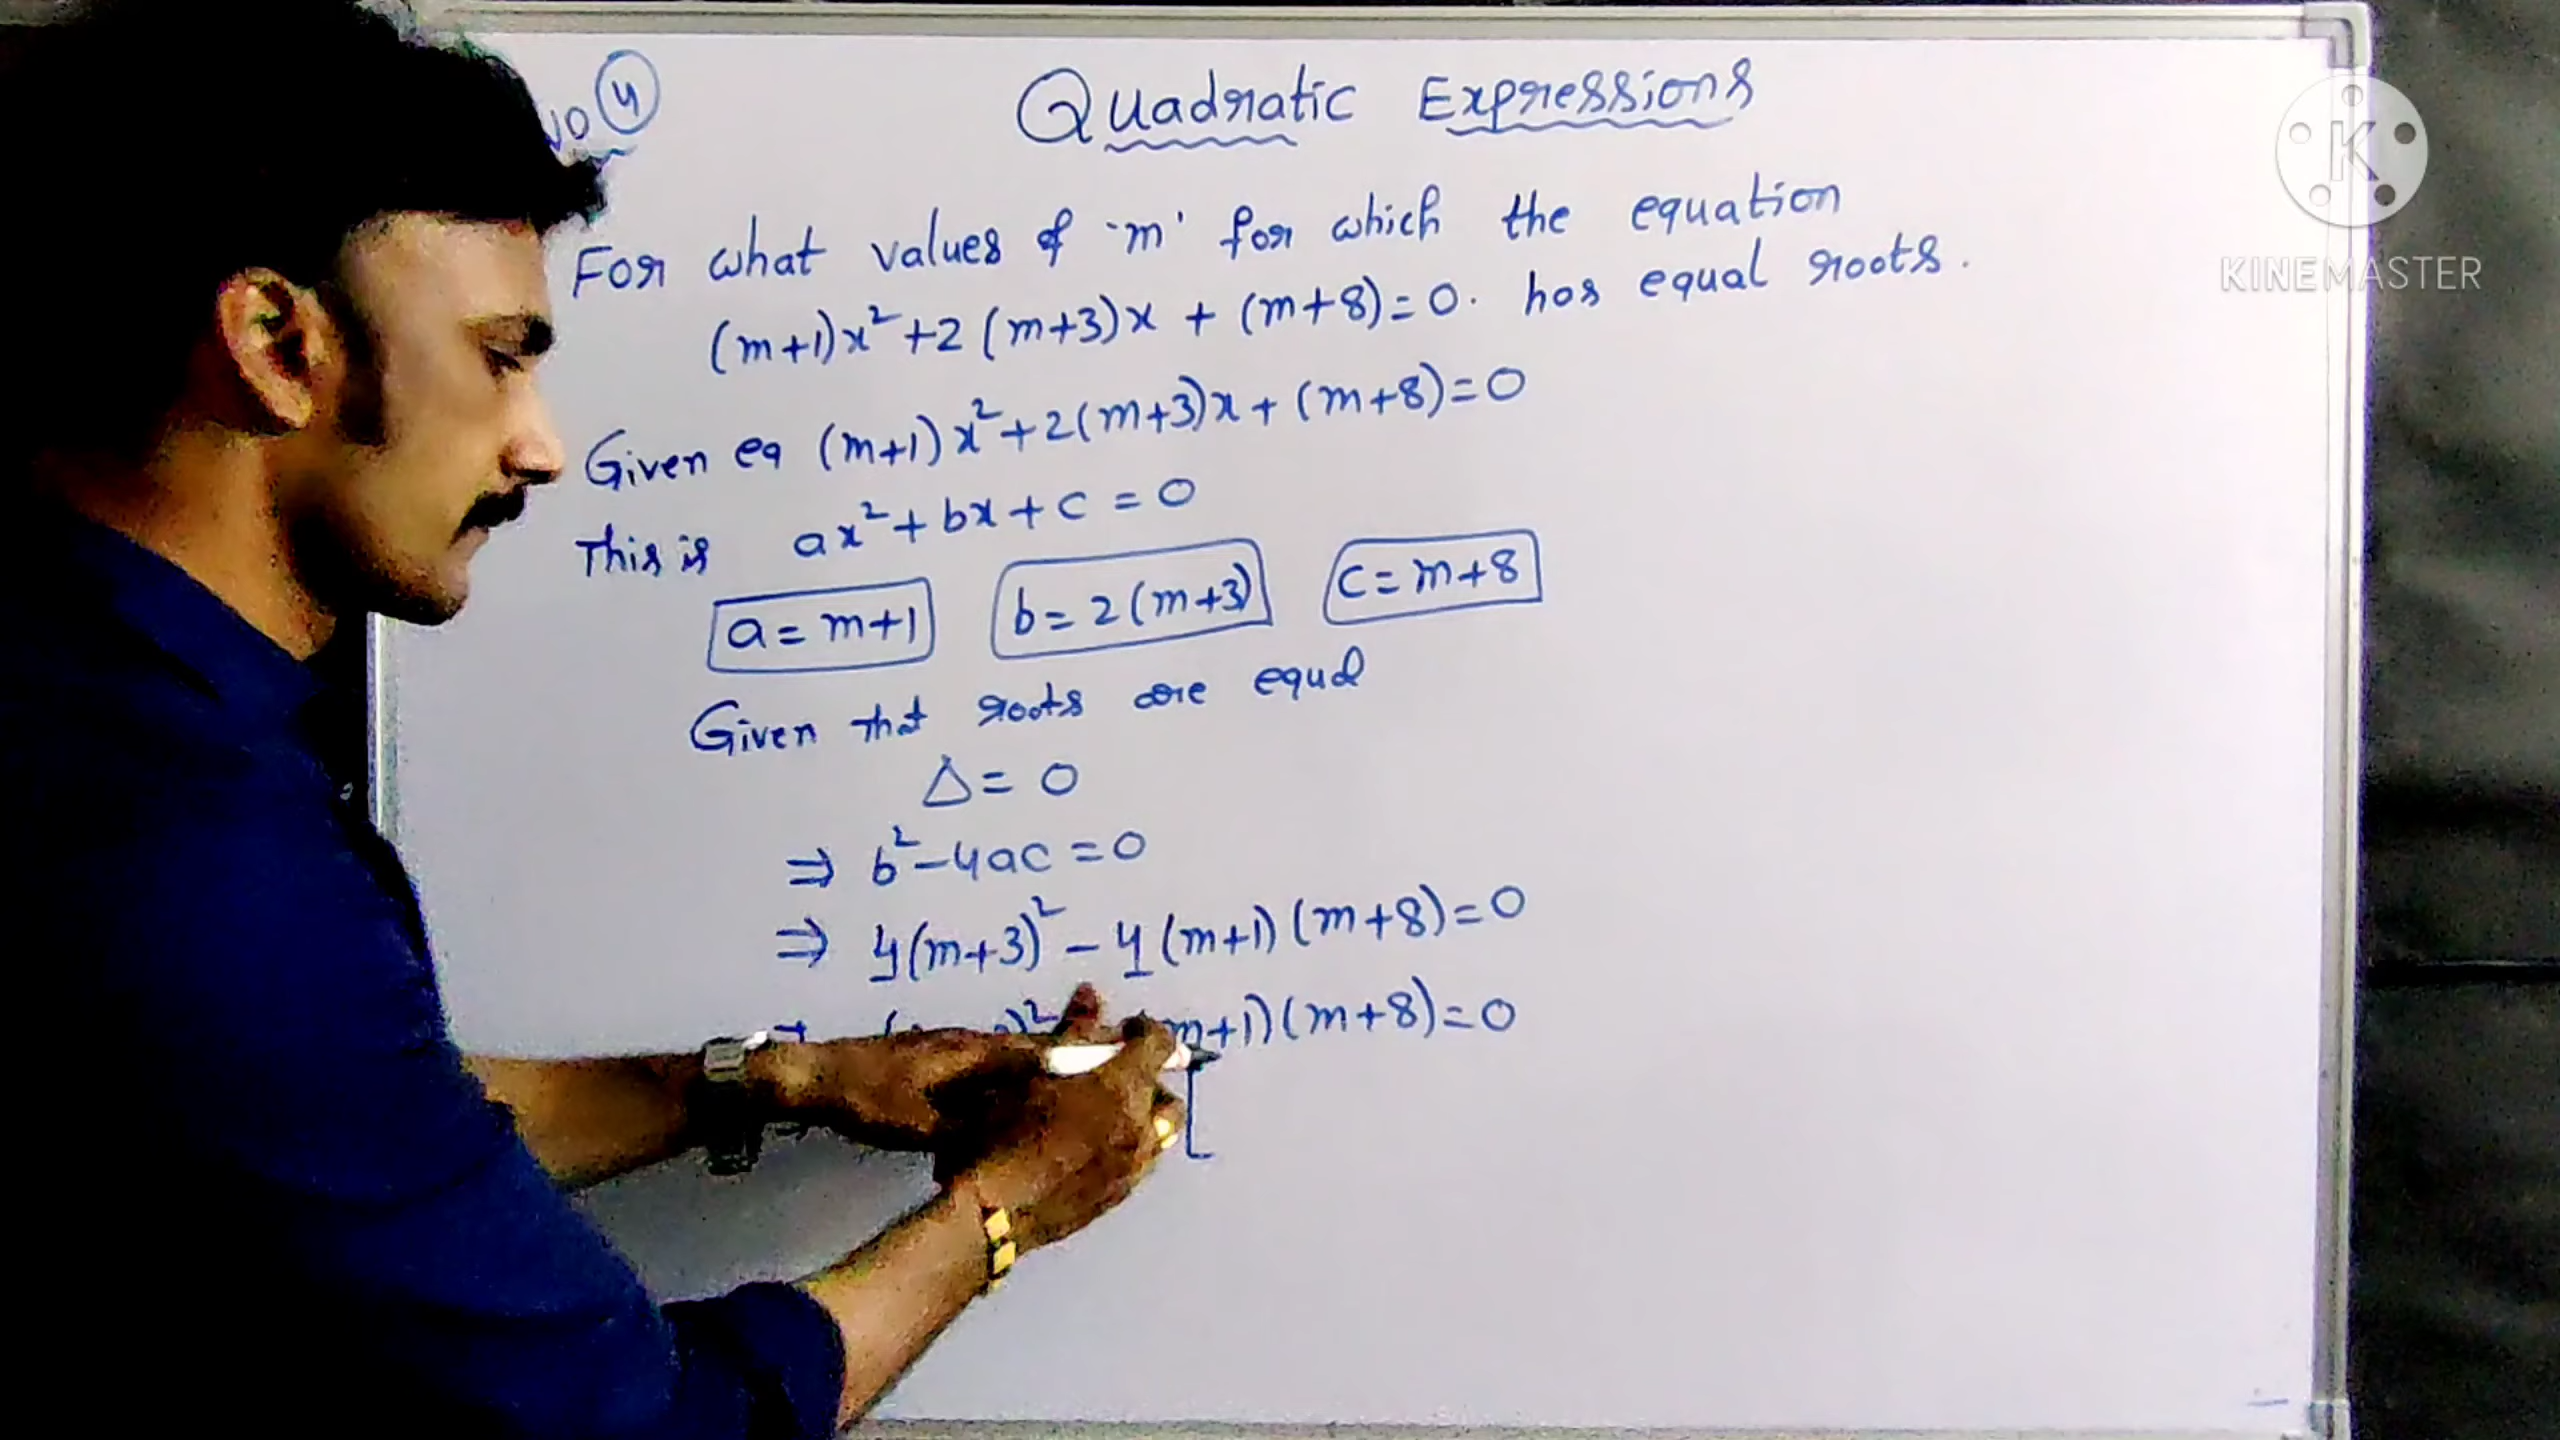 NO 4
Quadratic Expressions
For what values of 'm' for which the equation
(m+1)x²+2(m+3)x + (m+8)=0. has equal roots.
Given eq (m+1)x²+2(m+3)x+(m+8)=0
This is ax²+bx+c = 0
a=m+1 b=2(m+3) c=m+8
Given that roots are equal
Δ= 0
⇒ b²-4ac=0
⇒ 4(m+3)²-4(m+1)(m+8)=0
m+1)(m+8)=0
K
KINEMASTER